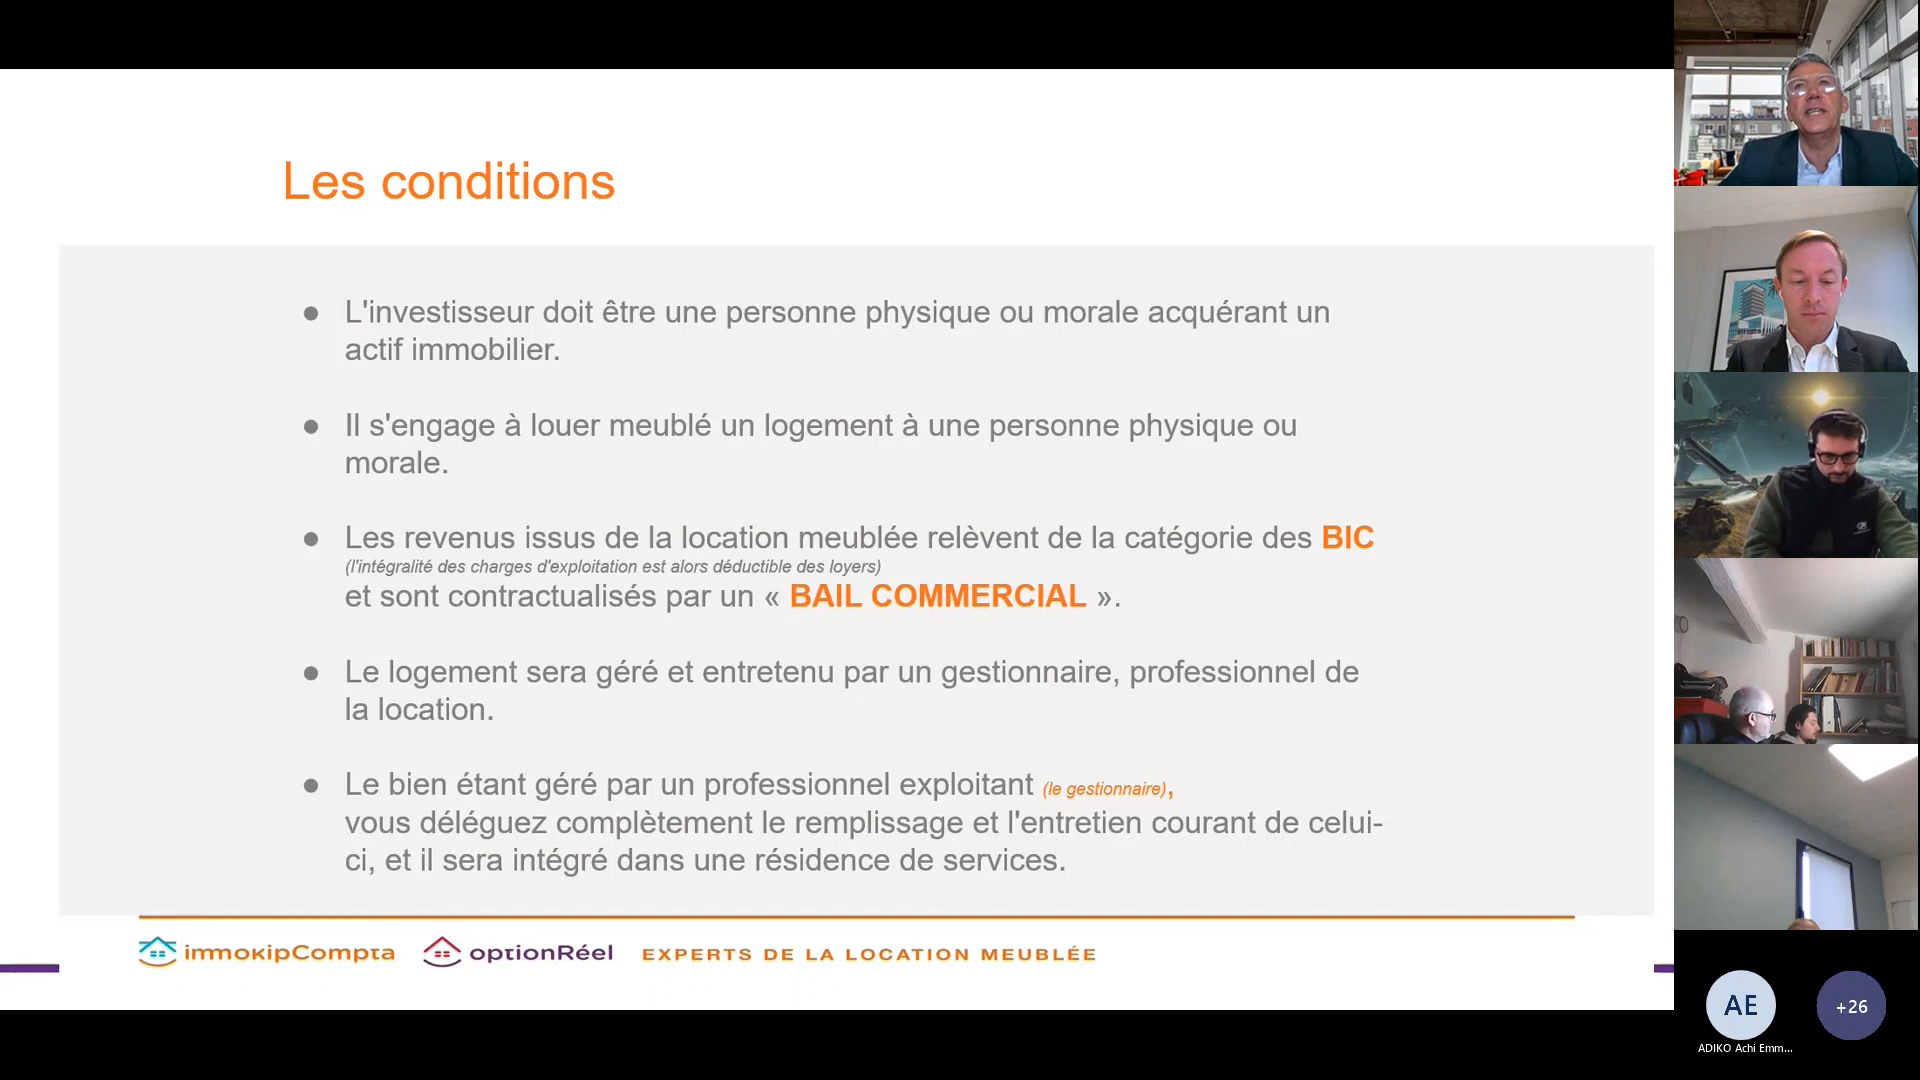 Les conditions
● L'investisseur doit être une personne physique ou morale acquérant un
actif immobilier.
● Il s'engage à louer meublé un logement à une personne physique ou
morale.
● Les revenus issus de la location meublée relèvent de la catégorie des BIC
(l'intégralité des charges d'exploitation est alors déductible des loyers)
et sont contractualisés par un « BAIL COMMERCIAL ».
● Le logement sera géré et entretenu par un gestionnaire, professionnel de
la location.
● Le bien étant géré par un professionnel exploitant (le gestionnaire),
vous déléguez complètement le remplissage et l'entretien courant de celui-
ci, et il sera intégré dans une résidence de services.
immokipCompta optionRéel EXPERTS DE LA LOCATION MEUBLÉE
AE
+26
ADIKO Achi Emm...